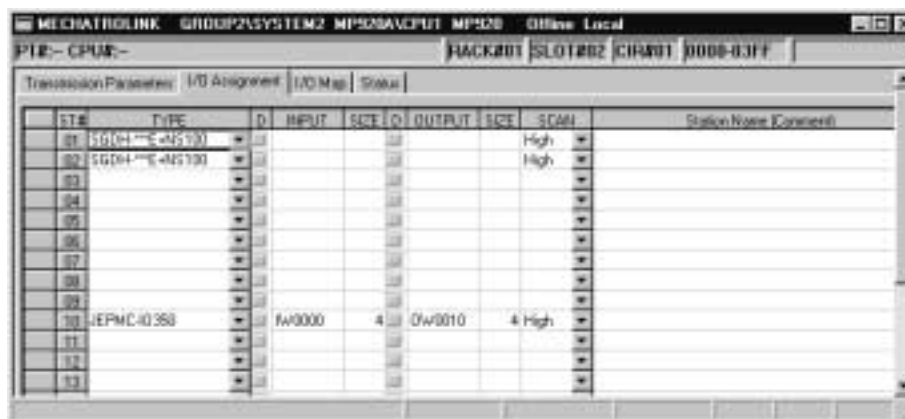 MECHATROLINK GROUP2\SYSTEM2 MP920A\CPU1 MP920 Offline Local
PT#:- CPU#:- RACK#01 SLOT#02 CIR#01 0000-03FF
Transmission Parameters I/O Assignment I/O Map Status
ST# TYPE D INPUT SIZE D OUTPUT SIZE SCAN Station Name (Comment)
01 SGDH-***E+NS100 High
02 SGDH-***E+NS100 High
03
04
05
06
07
08
09
10 JEPMC-IO350 IW0000 4 OW0010 4 High
11
12
13